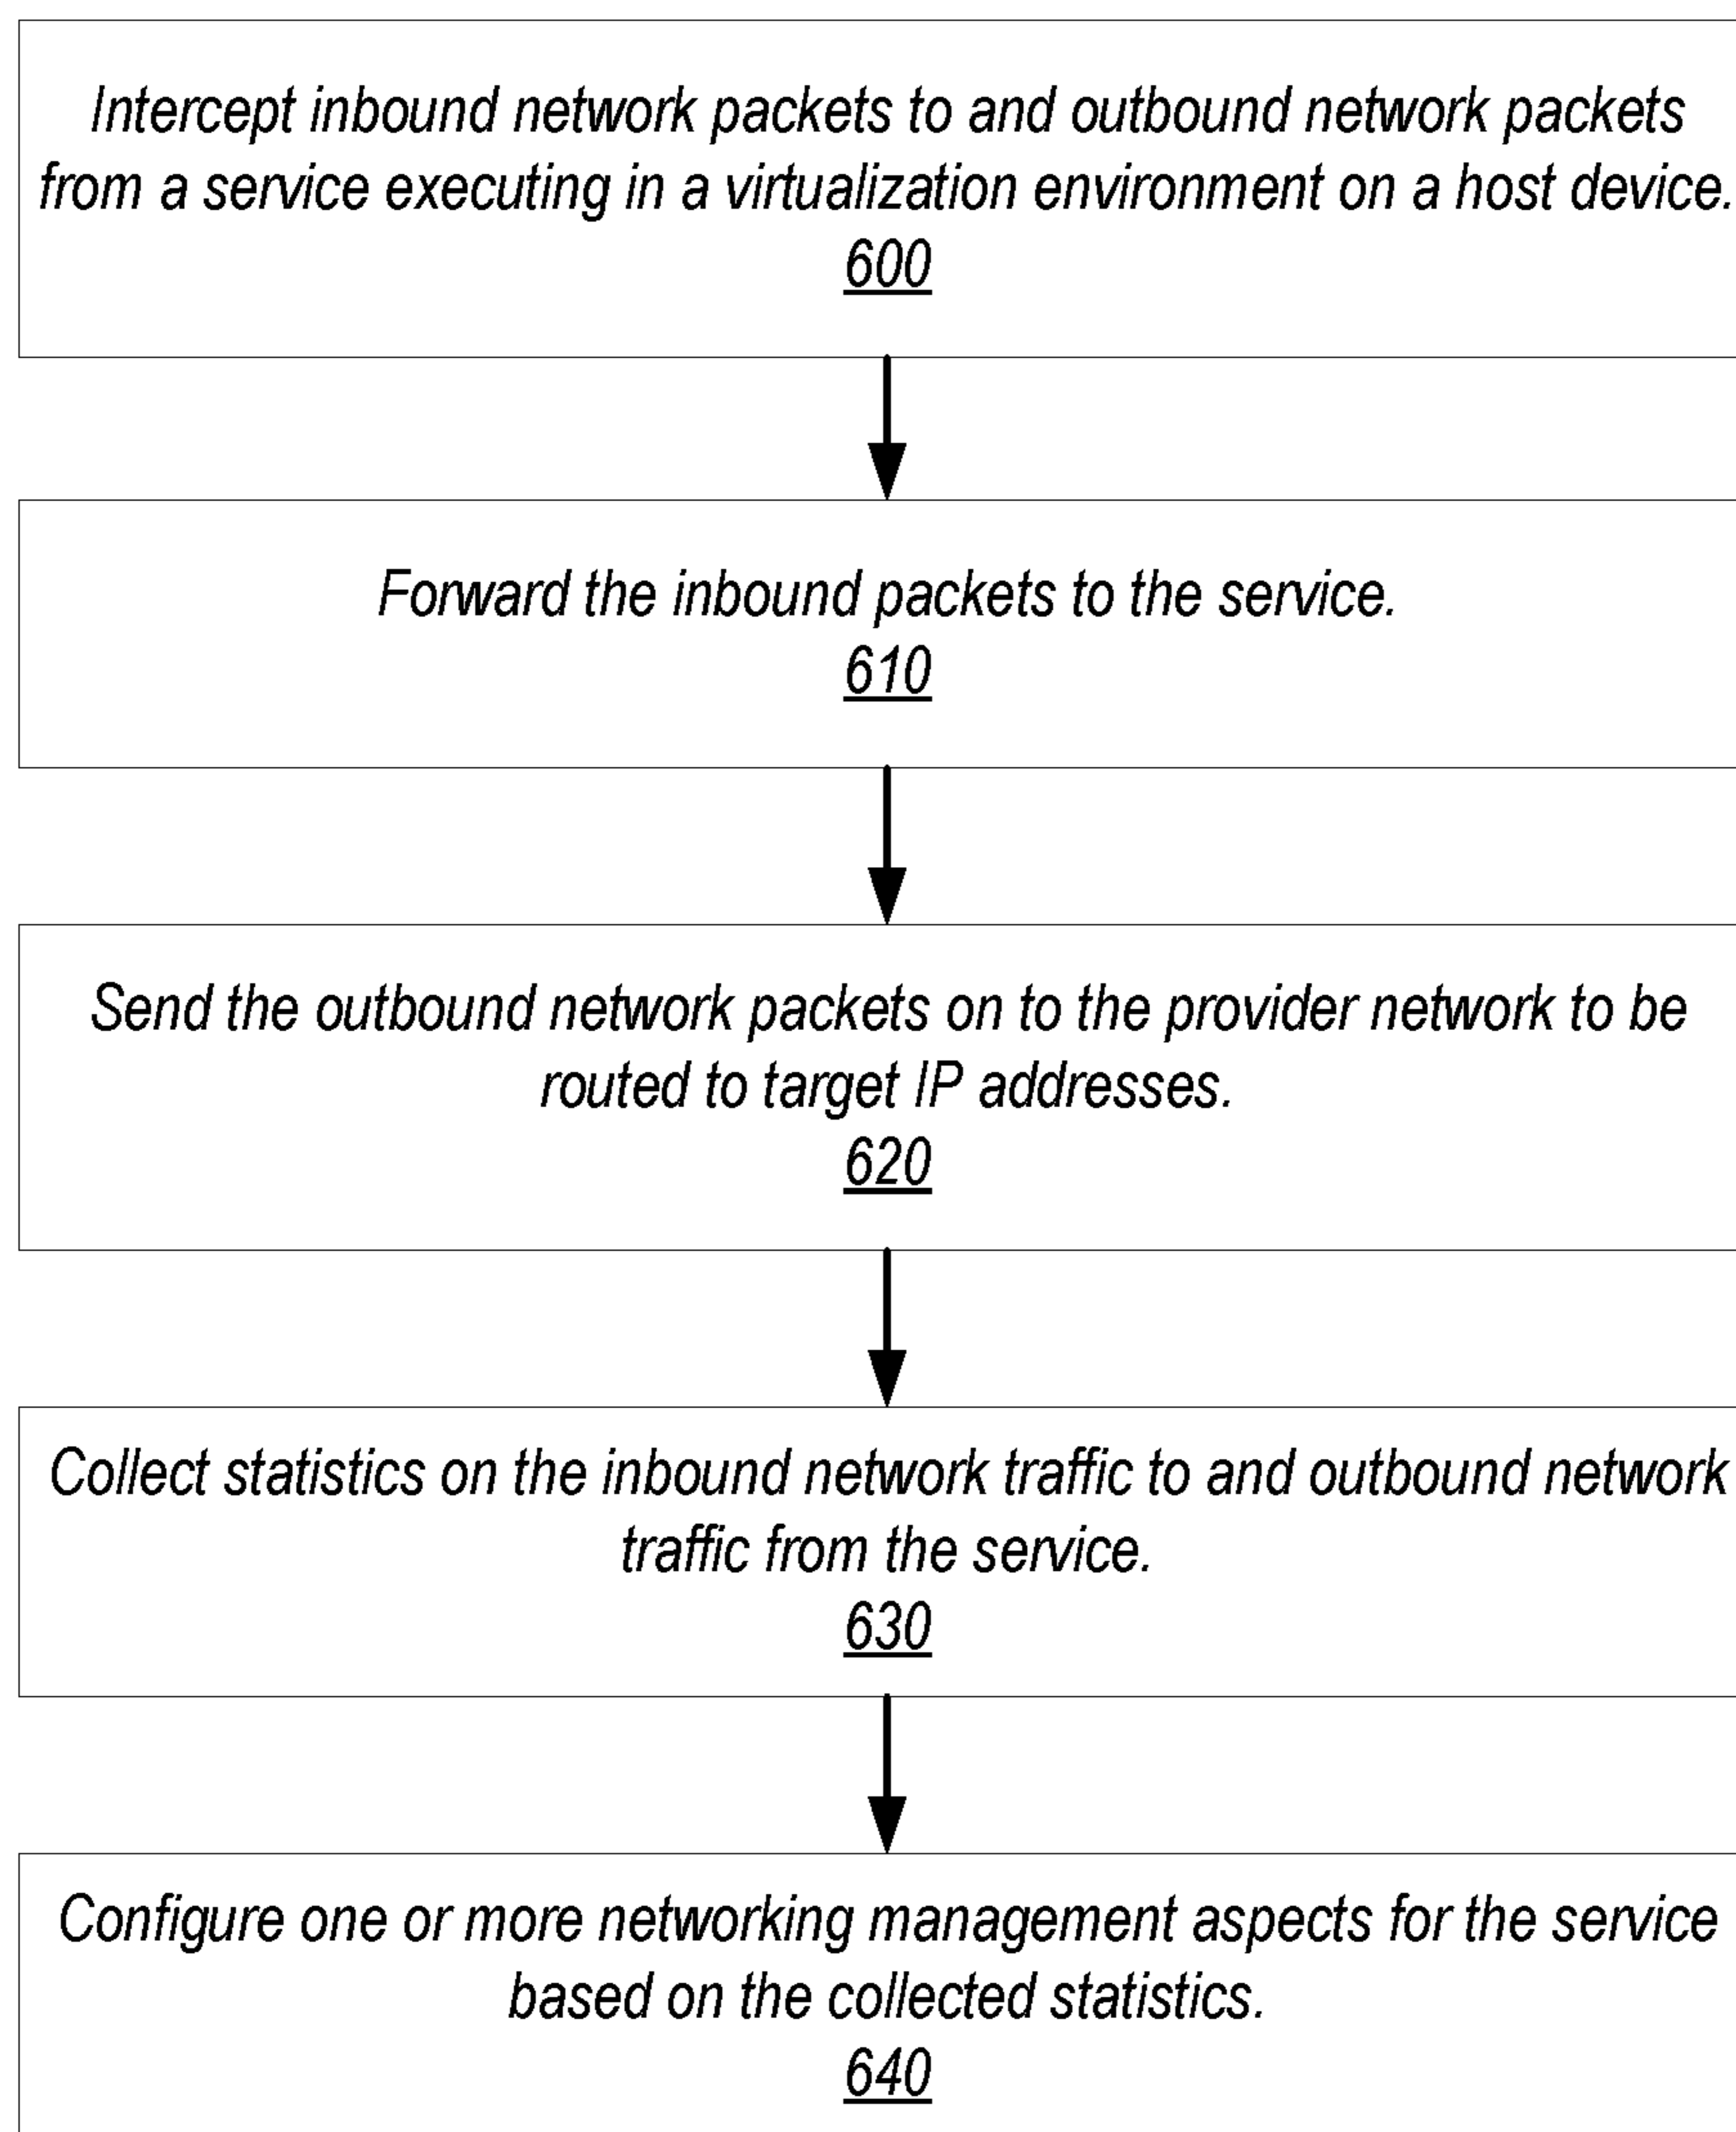 Intercept inbound network packets to and outbound network packets
from a service executing in a virtualization environment on a host device.
600
Forward the inbound packets to the service.
610
Send the outbound network packets on to the provider network to be
routed to target IP addresses.
620
Collect statistics on the inbound network traffic to and outbound network
traffic from the service.
630
Configure one or more networking management aspects for the service
based on the collected statistics.
640